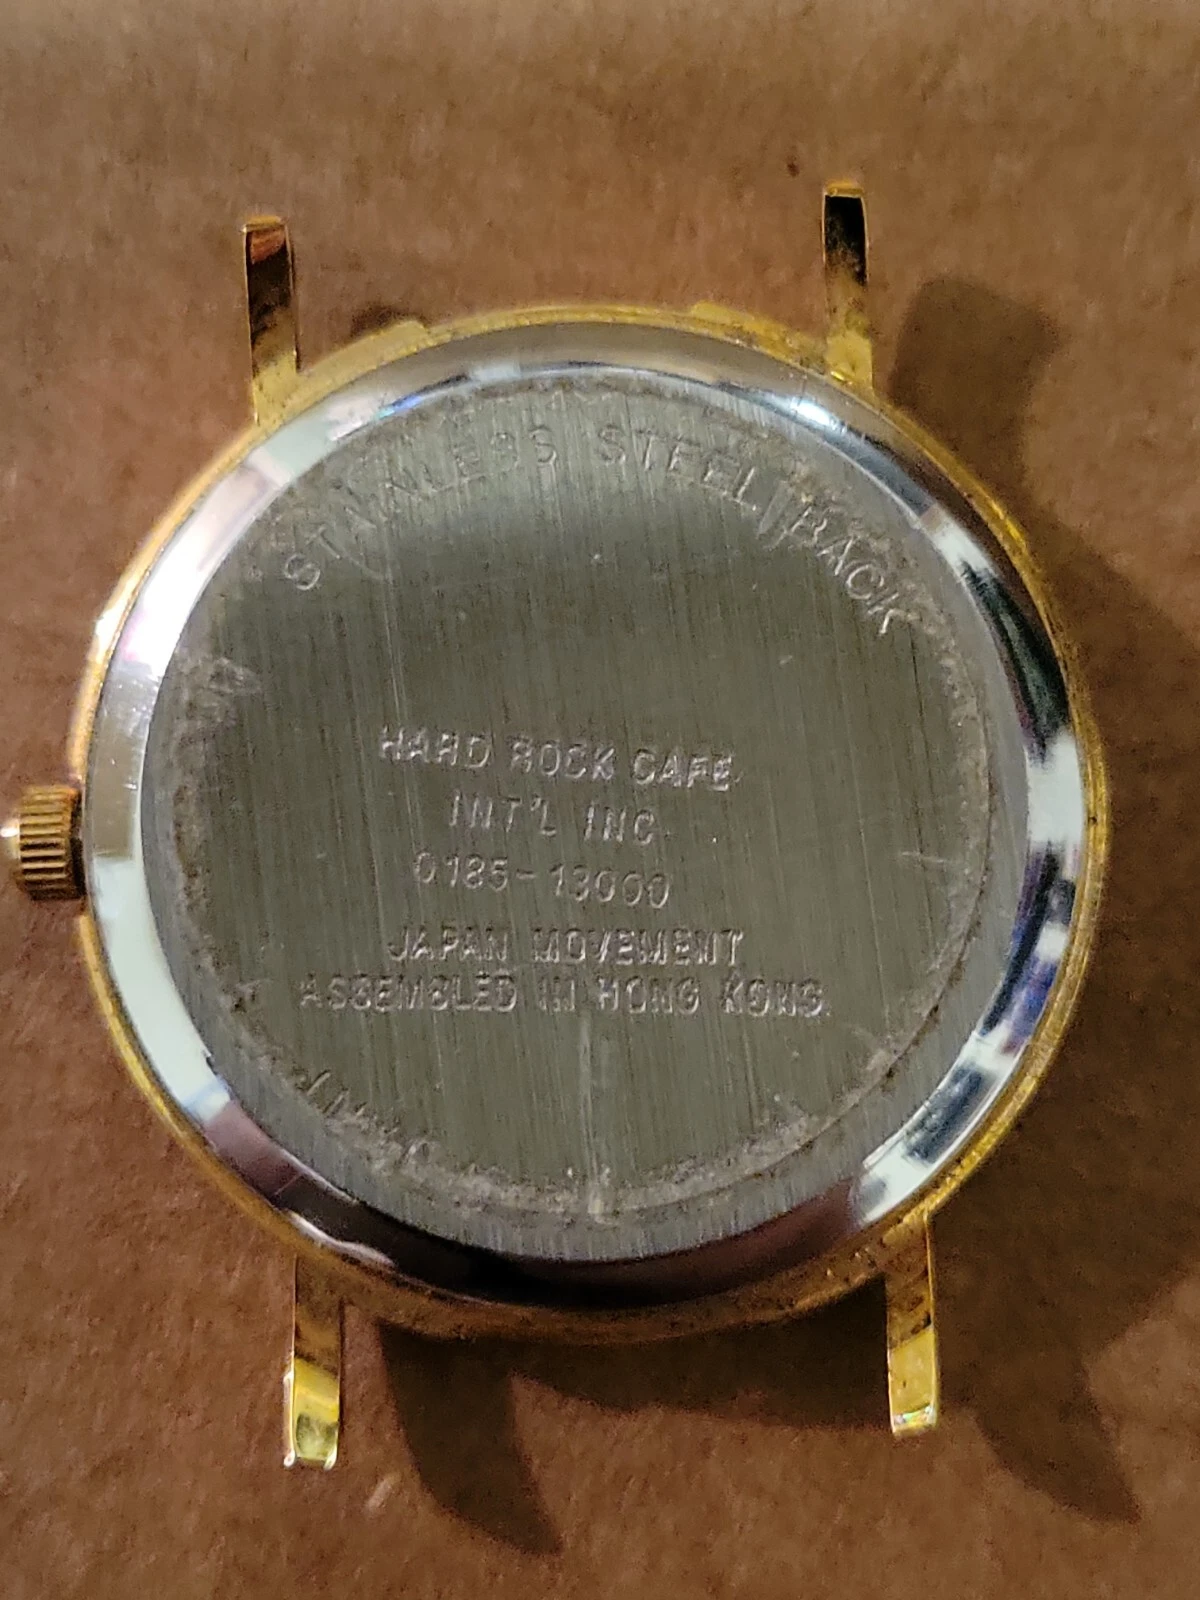 STAINLESS STEEL BACK
HARD ROCK CAFE
INT'L INC.
0185-13000
JAPAN MOVEMENT
ASSEMBLED IN HONG KONG.